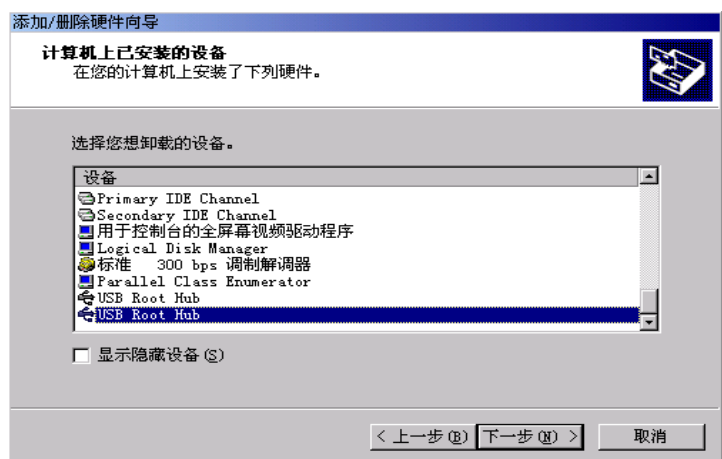 添加/删除硬件向导
计算机上已安装的设备
在您的计算机上安装了下列硬件。
选择您想卸载的设备。
设备
Primary IDE Channel
Secondary IDE Channel
用于控制台的全屏幕视频驱动程序
Logical Disk Manager
标准 300 bps 调制解调器
Parallel Class Enumerator
USB Root Hub
USB Root Hub
显示隐藏设备(S)
< 上一步(B) 下一步(N) > 取消